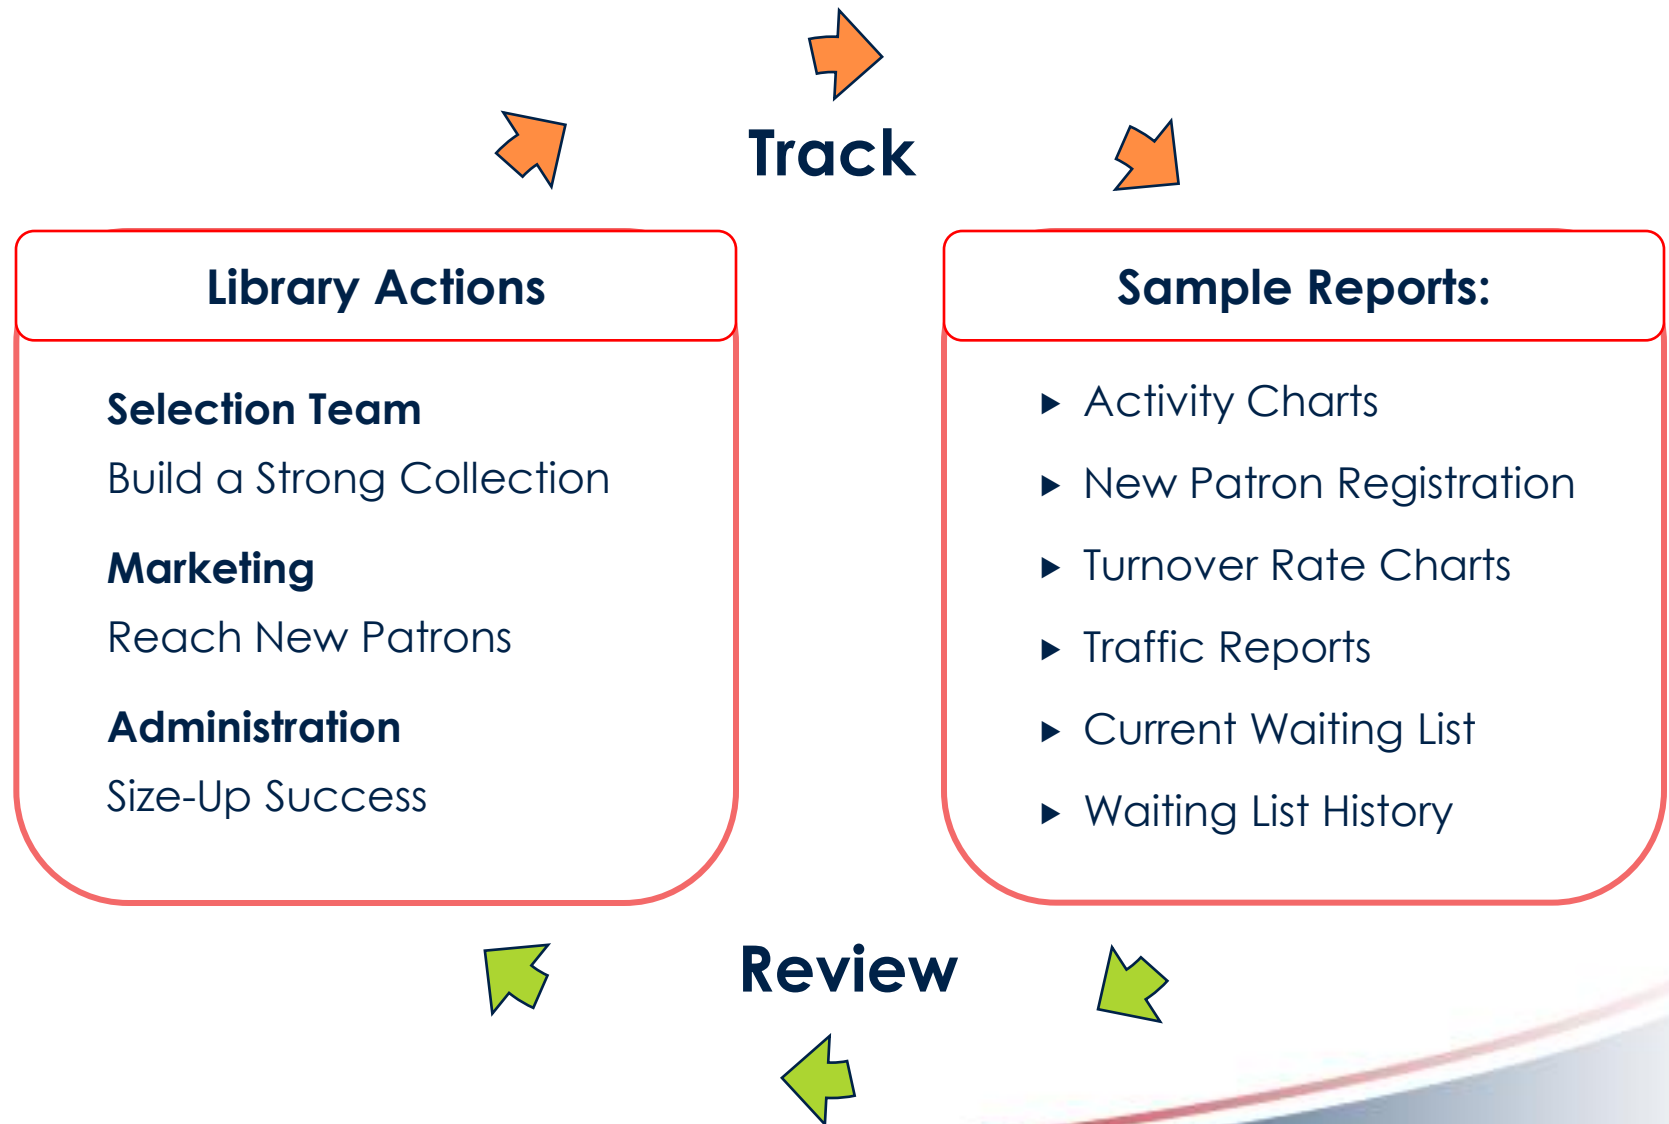 Track
Library Actions
Selection Team
Build a Strong Collection
Marketing
Reach New Patrons
Administration
Size-Up Success
Sample Reports:
Activity Charts
New Patron Registration
Turnover Rate Charts
Traffic Reports
Current Waiting List
Waiting List History
Review